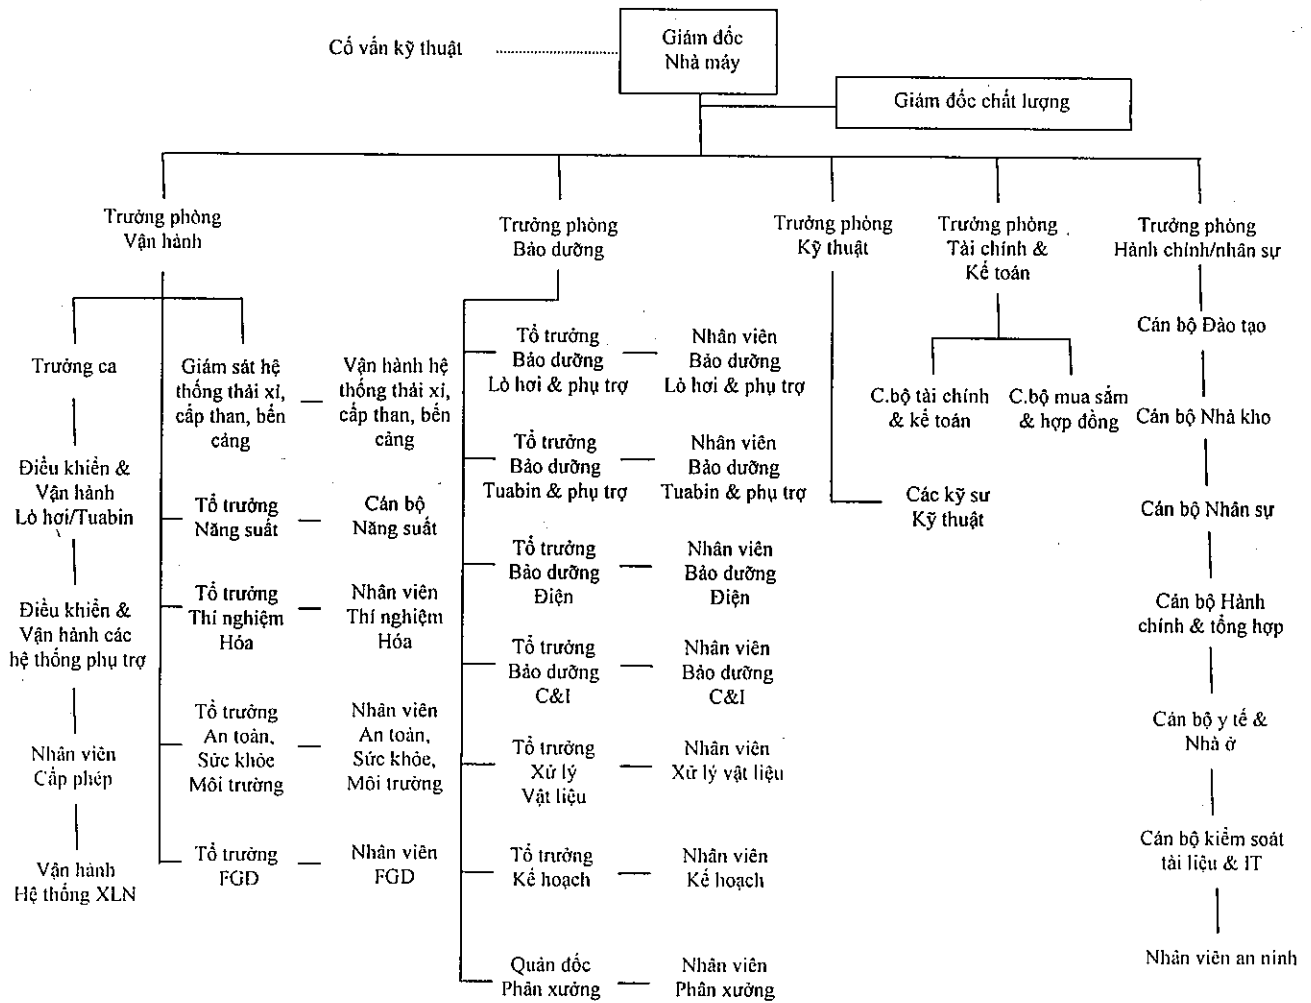 Cố vấn kỹ thuật
Giám đốc
Nhà máy
Giám đốc chất lượng
Trưởng phòng
Vận hành
Trưởng phòng
Bảo dưỡng
Trưởng phòng
Kỹ thuật
Trưởng phòng
Tài chính &
Kế toán
Trưởng phòng
Hành chính/nhân sự
Trưởng ca
Điều khiển &
Vận hành
Lò hơi/Tuabin
Điều khiển &
Vận hành các
hệ thống phụ trợ
Nhân viên
Cấp phép
Vận hành
Hệ thống XLN
Giám sát hệ
thống thải xỉ,
cấp than, bến
cảng
Vận hành hệ
thống thải xỉ,
cấp than, bến
cảng
Tổ trưởng
Năng suất
Cán bộ
Năng suất
Tổ trưởng
Thí nghiệm
Hóa
Nhân viên
Thí nghiệm
Hóa
Tổ trưởng
An toàn,
Sức khỏe
Môi trường
Nhân viên
An toàn,
Sức khỏe,
Môi trường
Tổ trưởng
FGD
Nhân viên
FGD
Tổ trưởng
Bảo dưỡng
Lò hơi & phụ trợ
Nhân viên
Bảo dưỡng
Lò hơi & phụ trợ
Tổ trưởng
Bảo dưỡng
Tuabin & phụ trợ
Nhân viên
Bảo dưỡng
Tuabin & phụ trợ
Tổ trưởng
Bảo dưỡng
Điện
Nhân viên
Bảo dưỡng
Điện
Tổ trưởng
Bảo dưỡng
C&I
Nhân viên
Bảo dưỡng
C&I
Tổ trưởng
Xử lý
Vật liệu
Nhân viên
Xử lý vật liệu
Tổ trưởng
Kế hoạch
Nhân viên
Kế hoạch
Quản đốc
Phân xưởng
Nhân viên
Phân xưởng
Các kỹ sư
Kỹ thuật
C.bộ tài chính
& kế toán
C.bộ mua sắm
& hợp đồng
Cán bộ Đào tạo
Cán bộ Nhà kho
Cán bộ Nhân sự
Cán bộ Hành
chính & tổng hợp
Cán bộ y tế &
Nhà ở
Cán bộ kiểm soát
tài liệu & IT
Nhân viên an ninh